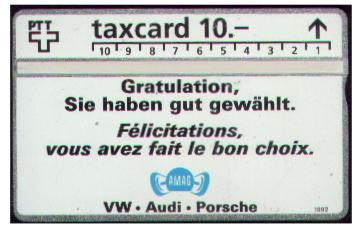 PTT
taxcard 10.–
10 9 8 7 6 5 4 3 2 1
Gratulation,
Sie haben gut gewählt.
Félicitations,
vous avez fait le bon choix.
AMAG
VW • Audi • Porsche
1992